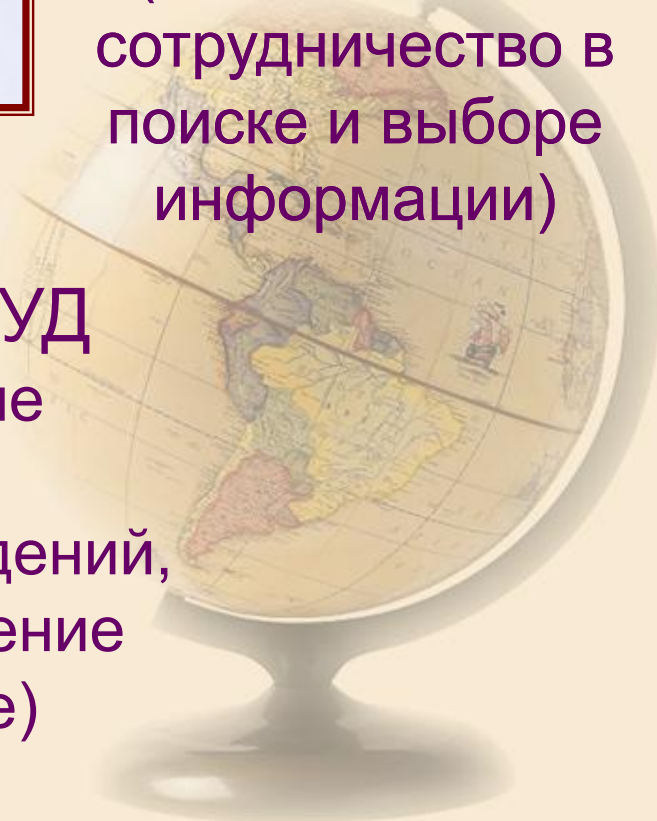 сотрудничество в
поиске и выборе
информации)
УД
ие
дений,
ение
е)